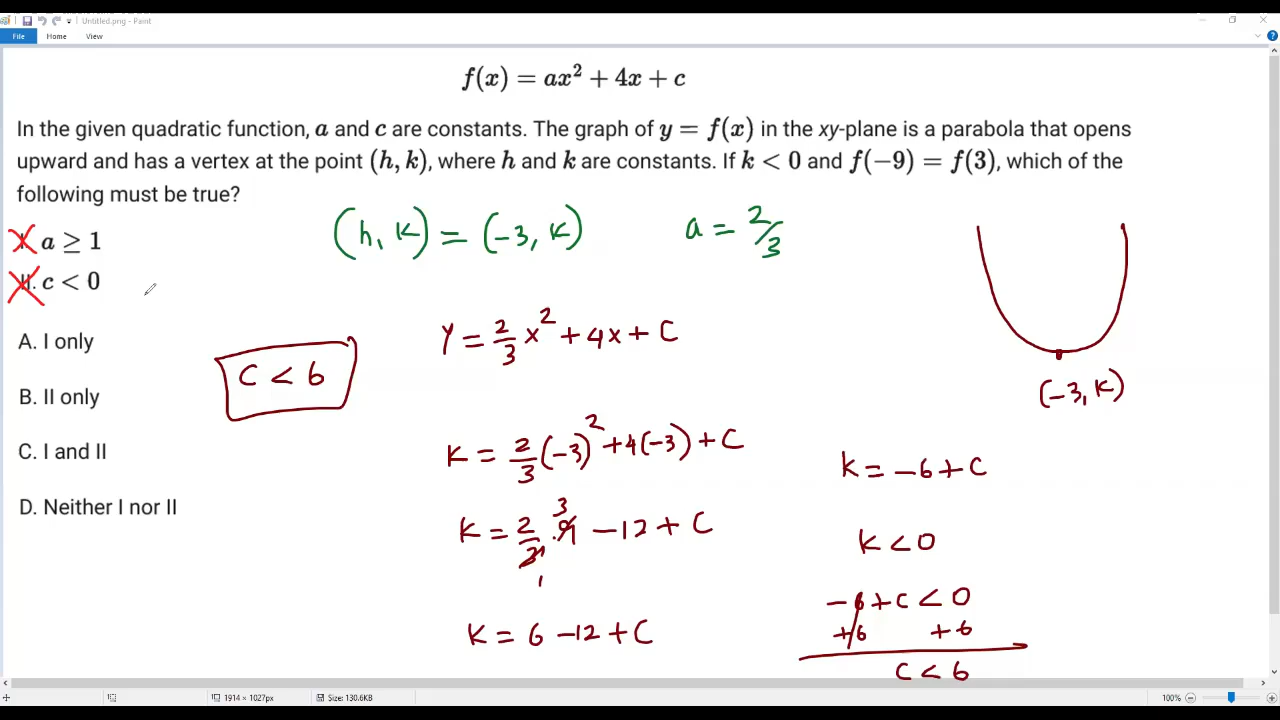 Untitled.png - Paint
File Home View
f(x) = ax² + 4x + c
In the given quadratic function, a and c are constants. The graph of y = f(x) in the xy-plane is a parabola that opens
upward and has a vertex at the point (h, k), where h and k are constants. If k < 0 and f(−9) = f(3), which of the
following must be true?
(h, K) = (-3, K)
a = 2/3
a ≥ 1
II. c < 0
A. I only
B. II only
C. I and II
D. Neither I nor II
C < 6
Y = 2/3 x² + 4x + C
K = 2/3 (-3)² + 4(-3) + C
K = 2/3 · 9 - 12 + C
3
1
K = 6 - 12 + C
(-3, K)
K = -6 + C
K < 0
-6 + C < 0
+6 +6
C < 6
1914 × 1027px
Size: 130.6KB
100%